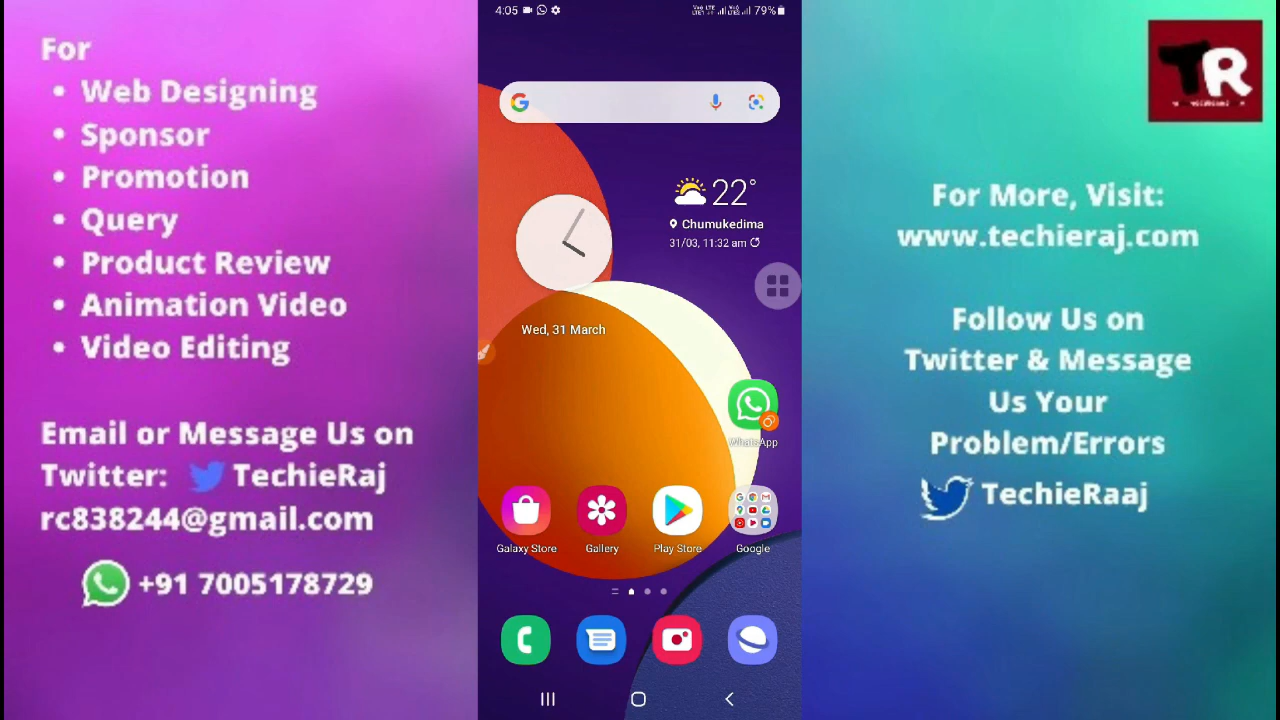 For
• Web Designing
• Sponsor
• Promotion
• Query
• Product Review
• Animation Video
• Video Editing
Email or Message Us on
Twitter: TechieRaj
rc838244@gmail.com
+91 7005178729
4:05
79%
22°
Chumukedima
31/03, 11:32 am
Wed, 31 March
WhatsApp
Galaxy Store
Gallery
Play Store
Google
TR
For More, Visit:
www.techieraj.com
Follow Us on
Twitter & Message
Us Your
Problem/Errors
TechieRaaj